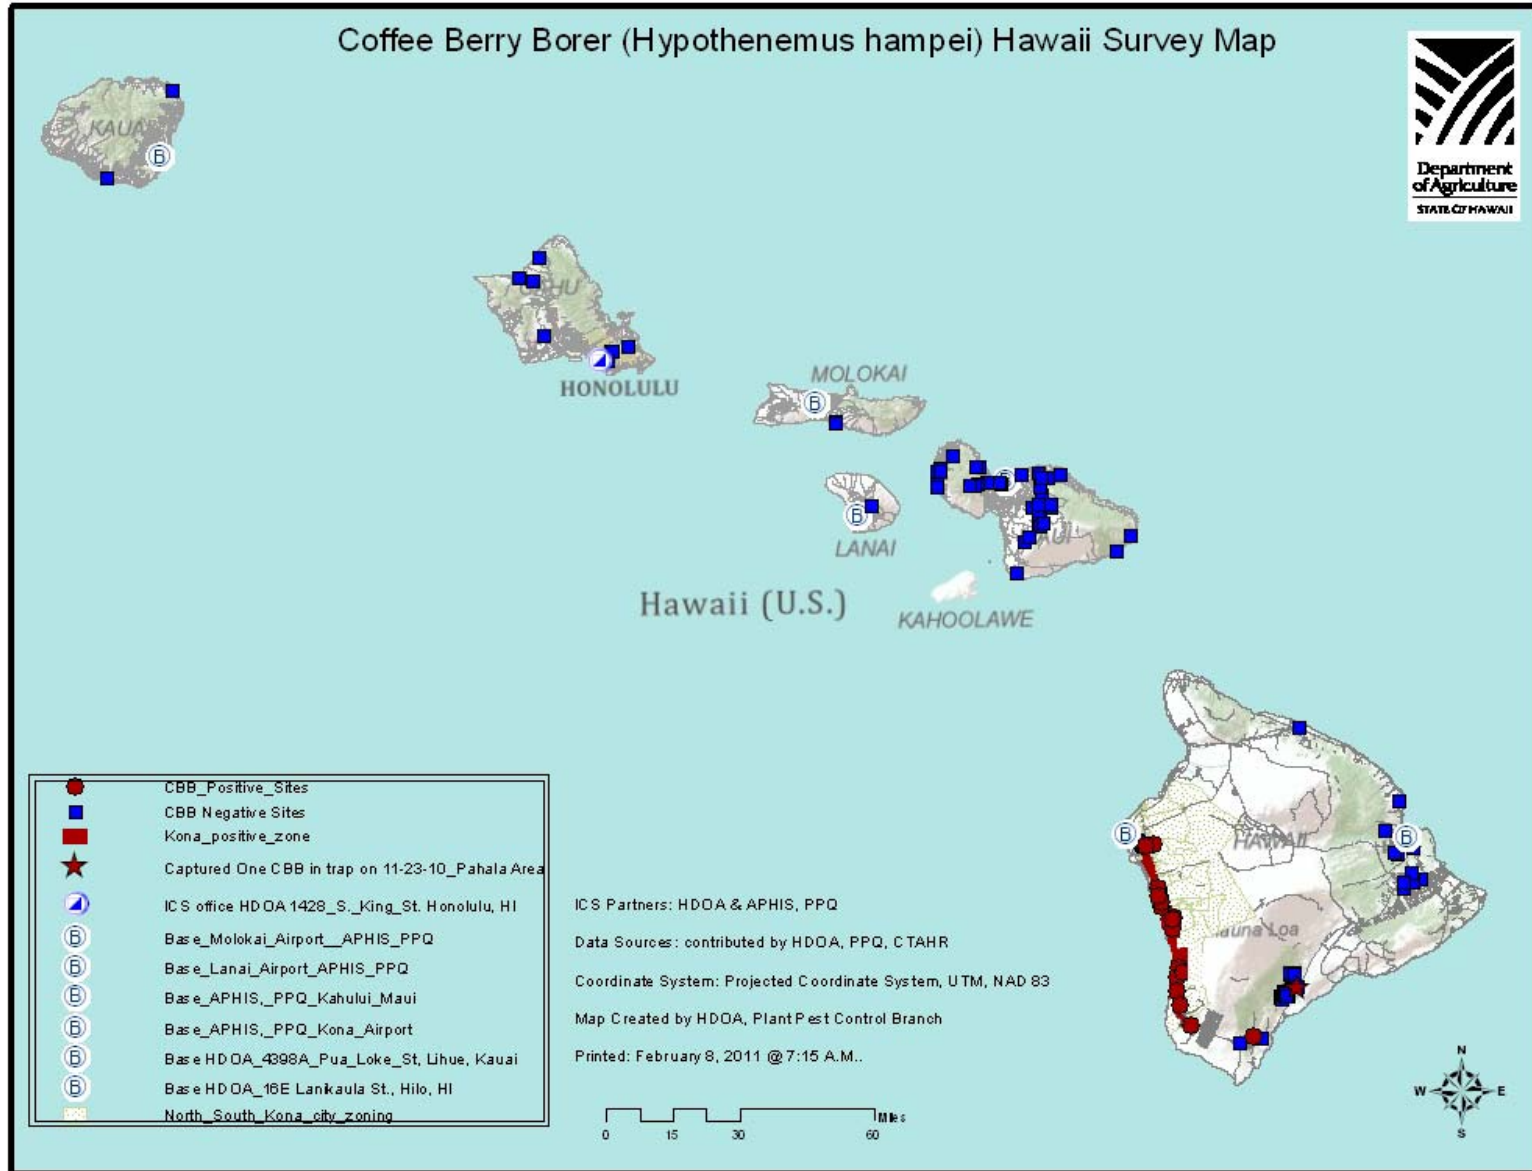 Coffee Berry Borer (Hypothenemus hampei) Hawaii Survey Map
Department
of Agriculture
STATE OF HAWAII
KAUA
OAHU
HONOLULU
MOLOKAI
LANAI
AUI
KAHOOLAWE
Hawaii (U.S.)
HAWAII
auna Loa
CBB_Positive_Sites
CBB Negative Sites
Kona_positive_zone
Captured One CBB in trap on 11-23-10_Pahala Area
ICS office HDOA 1428_S._King_St. Honolulu, HI
Base_Molokai_Airport__APHIS_PPQ
Base_Lanai_Airport_APHIS_PPQ
Base_APHIS,_PPQ_Kahului_Maui
Base_APHIS,_PPQ_Kona_Airport
Base HDOA_4398A_Pua_Loke_St, Lihue, Kauai
Base HDOA_16E Lanikaula St., Hilo, HI
North_South_Kona_city_zoning
ICS Partners: HDOA & APHIS, PPQ
Data Sources: contributed by HDOA, PPQ, CTAHR
Coordinate System: Projected Coordinate System, UTM, NAD 83
Map Created by HDOA, Plant Pest Control Branch
Printed: February 8, 2011 @ 7:15 A.M..
Miles
0 15 30 60
N
W E
S